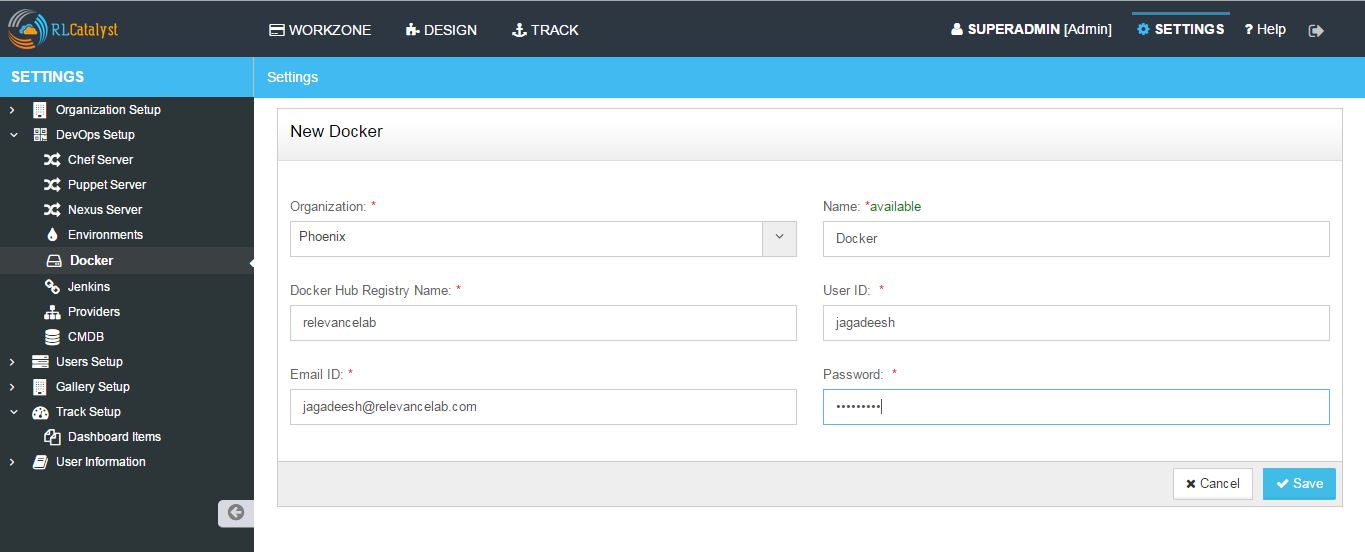 RLCatalyst
WORKZONE DESIGN TRACK SUPERADMIN [Admin] SETTINGS ? Help
SETTINGS
Settings
Organization Setup
DevOps Setup
Chef Server
Puppet Server
Nexus Server
Environments
Docker
Jenkins
Providers
CMDB
Users Setup
Gallery Setup
Track Setup
Dashboard Items
User Information
New Docker
Organization: *
Phoenix
Name: *available
Docker
Docker Hub Registry Name: *
relevancelab
User ID: *
jagadeesh
Email ID: *
jagadeesh@relevancelab.com
Password: *
•••••••••
Cancel Save